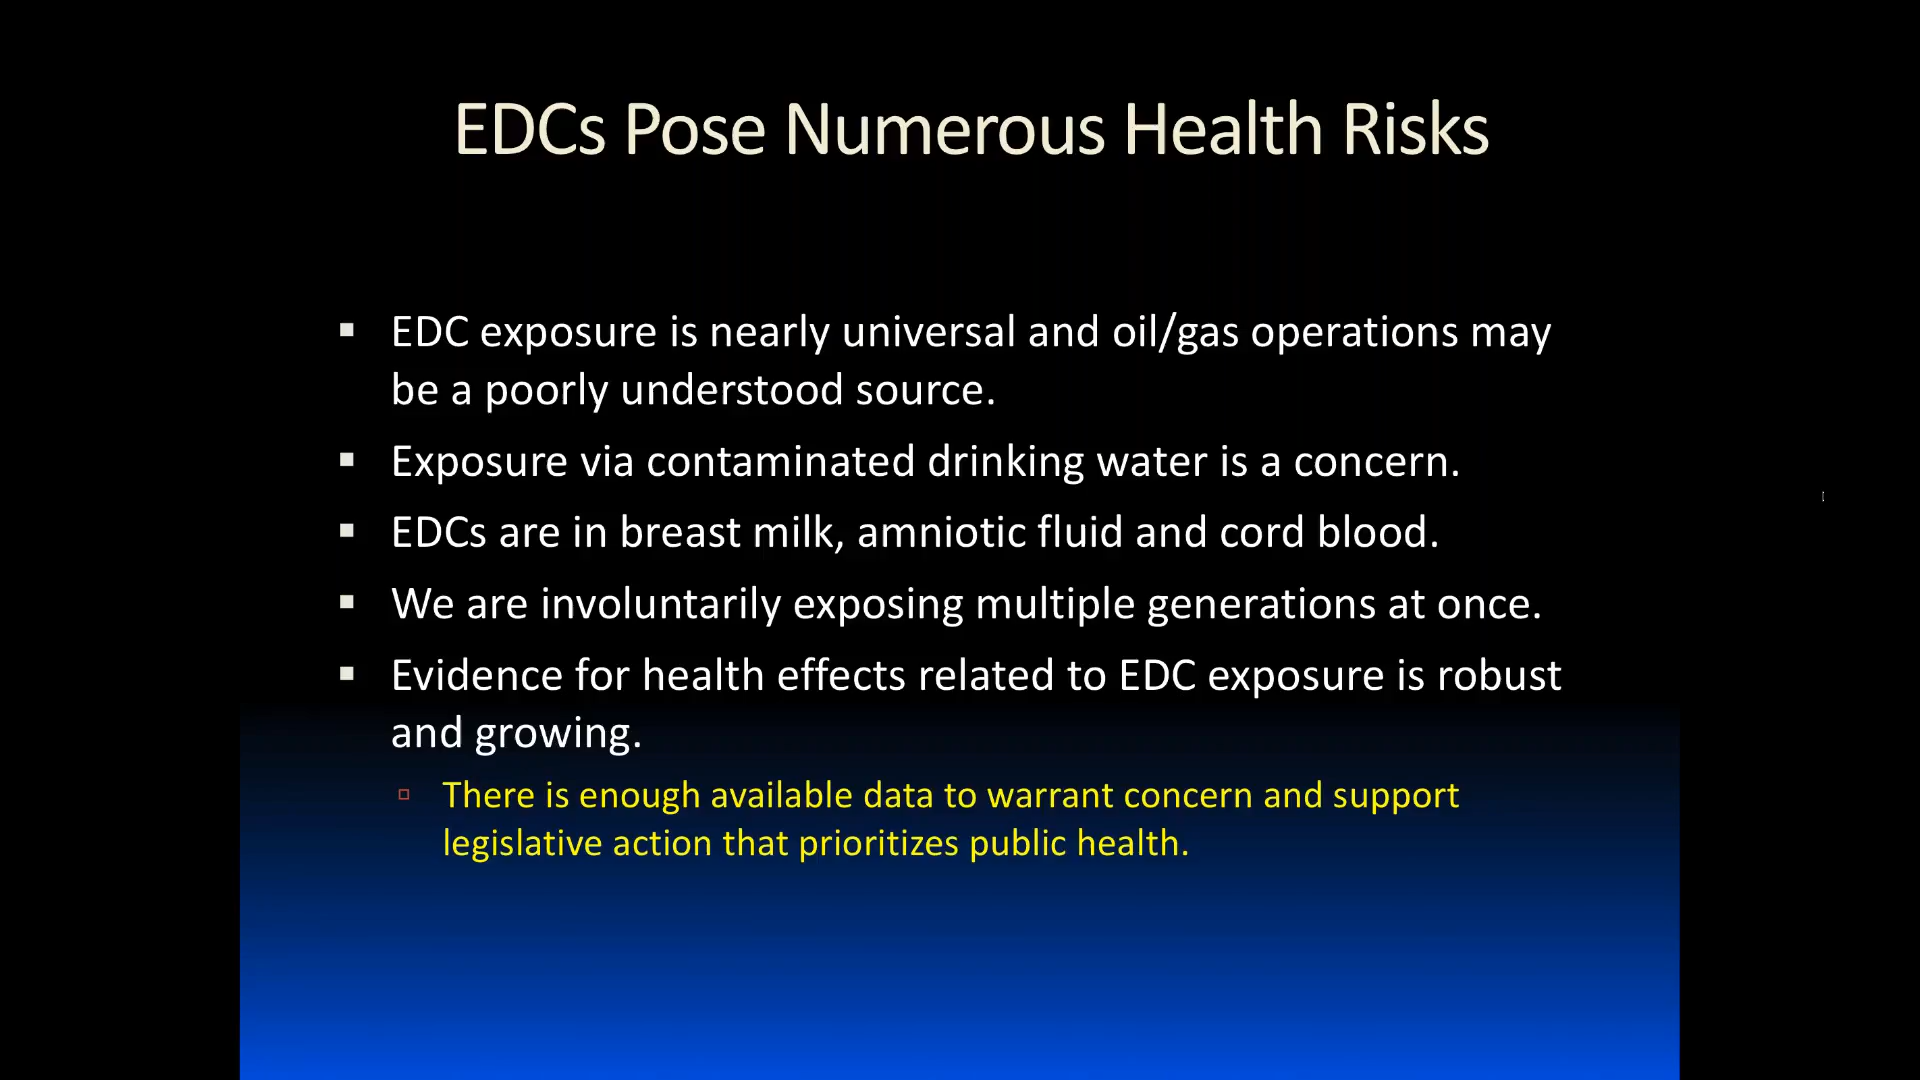 EDCs Pose Numerous Health Risks
▪ EDC exposure is nearly universal and oil/gas operations may
be a poorly understood source.
▪ Exposure via contaminated drinking water is a concern.
▪ EDCs are in breast milk, amniotic fluid and cord blood.
▪ We are involuntarily exposing multiple generations at once.
▪ Evidence for health effects related to EDC exposure is robust
and growing.
▫ There is enough available data to warrant concern and support
legislative action that prioritizes public health.